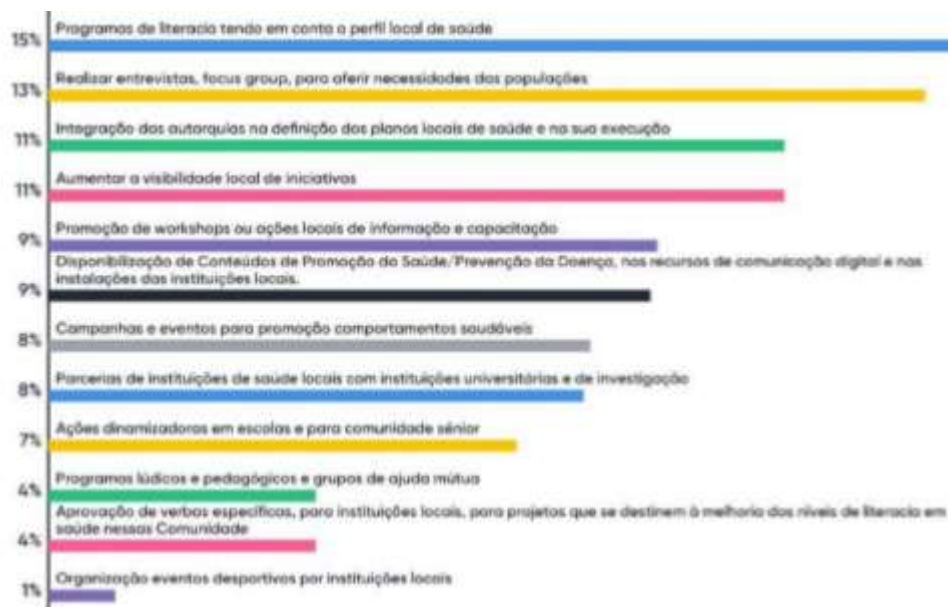 Programas de literacia tendo em conta o perfil local de saúde
15%
Realizar entrevistas, focus group, para aferir necessidades das populações
13%
Integração das autarquias na definição dos planos locais de saúde e na sua execução
11%
Aumentar a visibilidade local de iniciativas
11%
Promoção de workshops ou ações locais de informação e capacitação
9%
Disponibilização de Conteúdos de Promoção da Saúde/Prevenção da Doença, nos recursos de comunicação digital e nas
instalações das instituições locais.
9%
Campanhas e eventos para promoção comportamentos saudáveis
8%
Parcerias de instituições de saúde locais com instituições universitárias e de investigação
8%
Ações dinamizadoras em escolas e para comunidade sénior
7%
Programas lúdicos e pedagógicos e grupos de ajuda mútua
4%
Aprovação de verbas específicas, para instituições locais, para projetos que se destinem à melhoria dos níveis de literacia em
saúde nessas Comunidade
4%
Organização eventos desportivos por instituições locais
1%